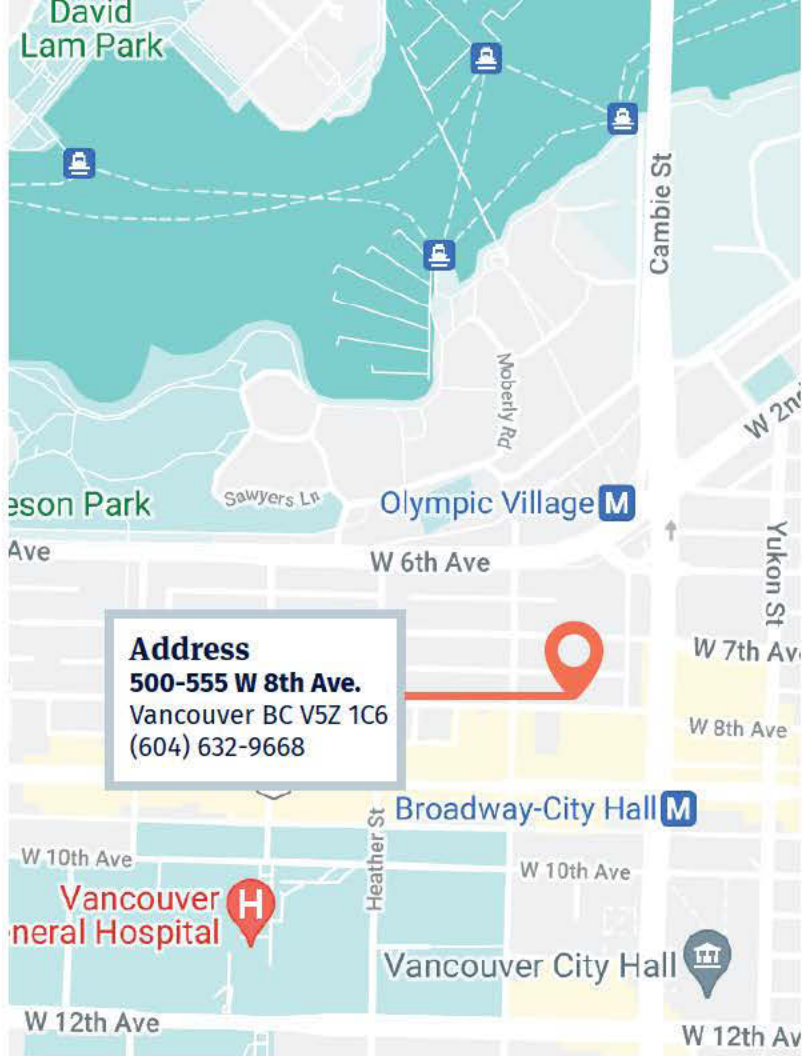 David
Lam Park
Cambie St
Moberly Rd
W 2nd
eson Park
Sawyers Ln
Olympic Village M
Ave
W 6th Ave
Yukon St
Address
500-555 W 8th Ave.
Vancouver BC V5Z 1C6
(604) 632-9668
W 7th Av
W 8th Ave
Broadway-City Hall M
Heather St
W 10th Ave
W 10th Ave
Vancouver
neral Hospital
H
Vancouver City Hall
W 12th Ave
W 12th Av